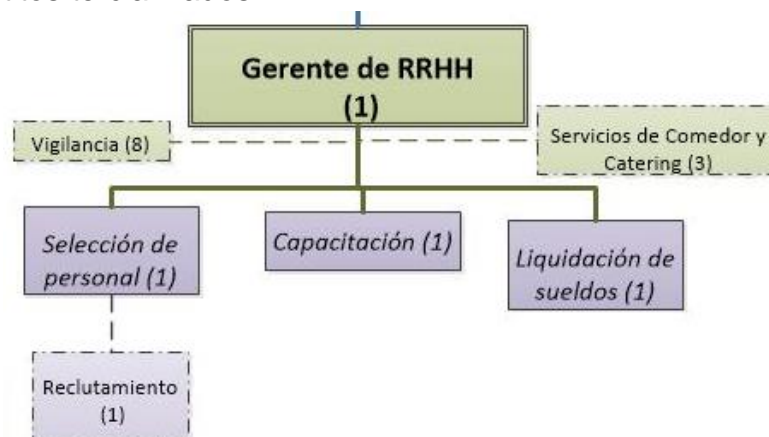 Gerente de RRHH
(1)
Vigilancia (8)
Servicios de Comedor y
Catering (3)
Selección de
personal (1)
Capacitación (1)
Liquidación de
sueldos (1)
Reclutamiento
(1)